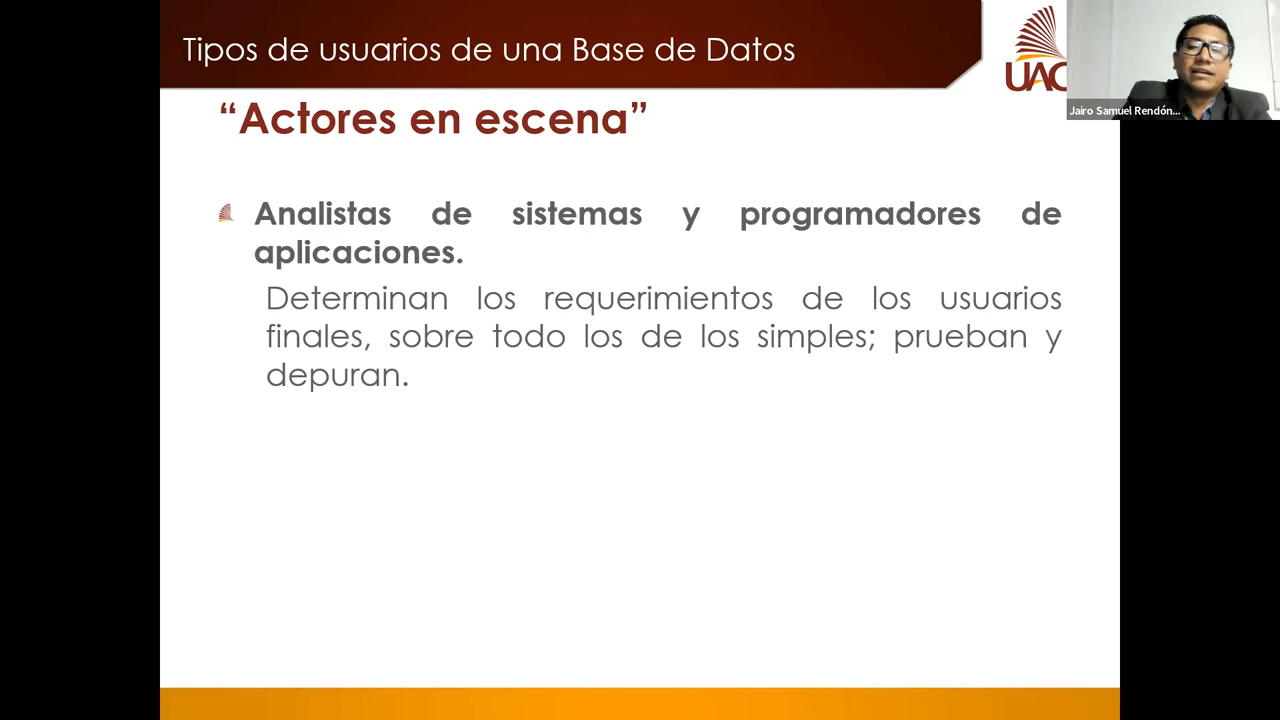 Tipos de usuarios de una Base de Datos
UAC
Jairo Samuel Rendón...
“Actores en escena”
Analistas de sistemas y programadores de
aplicaciones.
Determinan los requerimientos de los usuarios
finales, sobre todo los de los simples; prueban y
depuran.